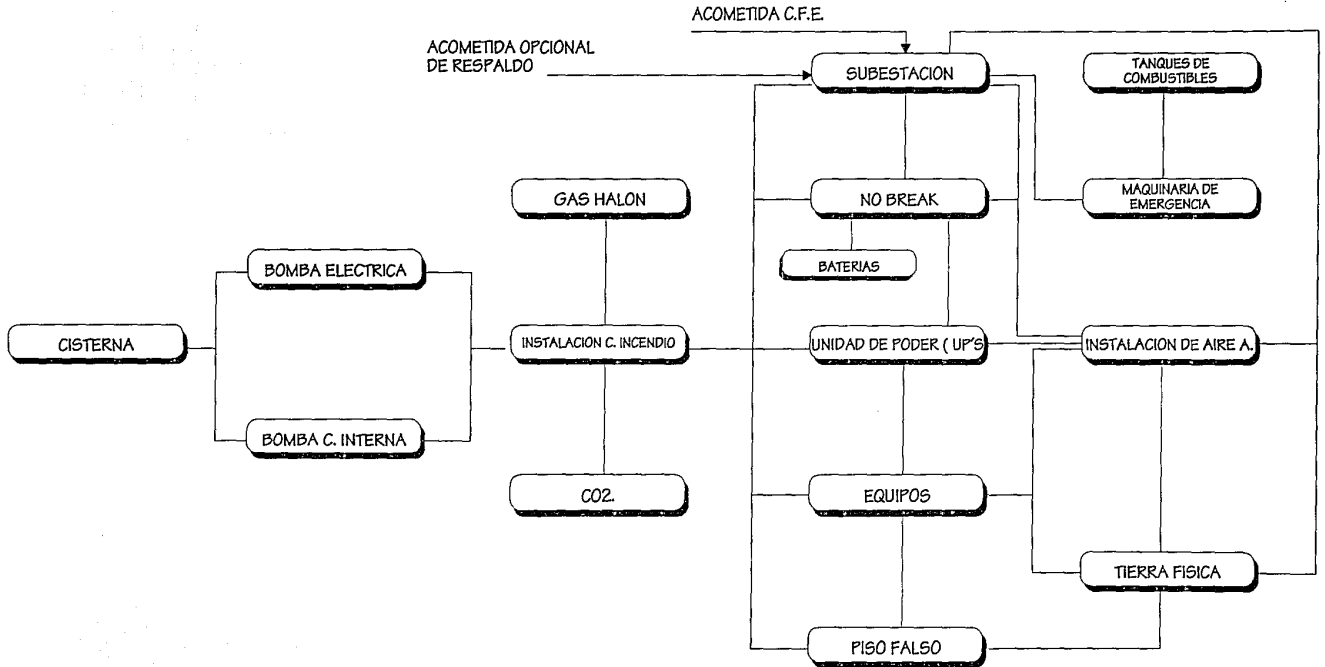 ACOMETIDA C.F.E.
ACOMETIDA OPCIONAL
DE RESPALDO
SUBESTACION
TANQUES DE
COMBUSTIBLES
GAS HALON
NO BREAK
MAQUINARIA DE
EMERGENCIA
BATERIAS
BOMBA ELECTRICA
CISTERNA
INSTALACION C. INCENDIO
UNIDAD DE PODER ( UP'S
INSTALACION DE AIRE A.
BOMBA C. INTERNA
CO2.
EQUIPOS
TIERRA FISICA
PISO FALSO